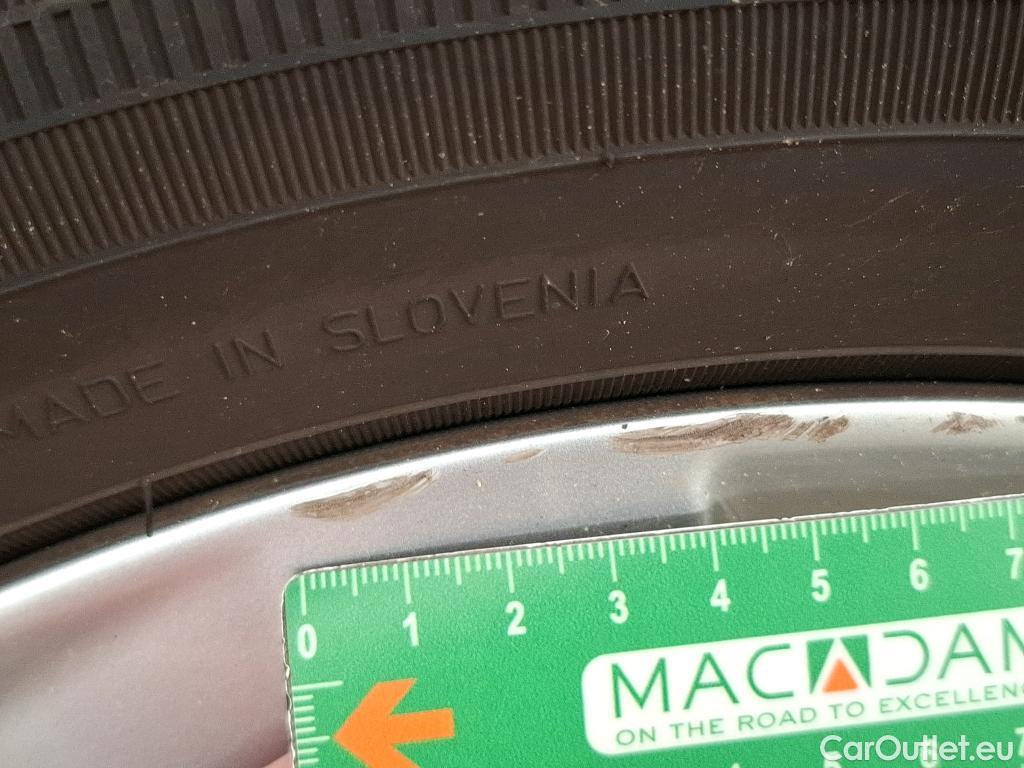 MADE IN SLOVENIA
0 1 2 3 4 5 6 7
MACADAM
ON THE ROAD TO EXCELLENC
CarOutlet.eu